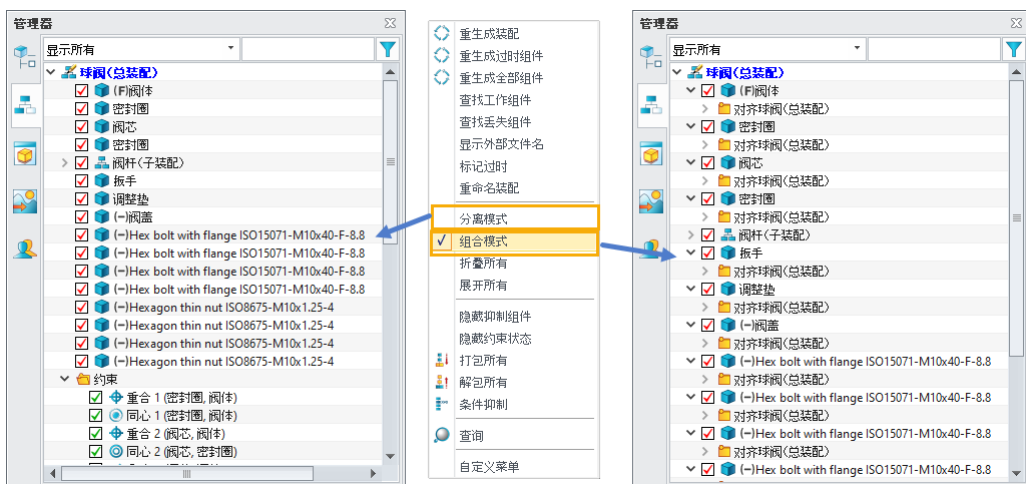 管理器
显示所有
球阀(总装配)
(F)阀体
密封圈
阀芯
密封圈
阀杆(子装配)
扳手
调整垫
(-)阀盖
(-)Hex bolt with flange ISO15071-M10x40-F-8.8
(-)Hex bolt with flange ISO15071-M10x40-F-8.8
(-)Hex bolt with flange ISO15071-M10x40-F-8.8
(-)Hex bolt with flange ISO15071-M10x40-F-8.8
(-)Hexagon thin nut ISO8675-M10x1.25-4
(-)Hexagon thin nut ISO8675-M10x1.25-4
(-)Hexagon thin nut ISO8675-M10x1.25-4
(-)Hexagon thin nut ISO8675-M10x1.25-4
约束
重合 1 (密封圈, 阀体)
同心 1 (密封圈, 阀体)
重合 2 (阀芯, 阀体)
同心 2 (阀芯, 密封圈)
重生成装配
重生成过时组件
重生成全部组件
查找工作组件
查找丢失组件
显示外部文件名
标记过时
重命名装配
分离模式
组合模式
折叠所有
展开所有
隐藏抑制组件
隐藏约束状态
打包所有
解包所有
条件抑制
查询
自定义菜单
管理器
显示所有
球阀(总装配)
(F)阀体
对齐球阀(总装配)
密封圈
对齐球阀(总装配)
阀芯
对齐球阀(总装配)
密封圈
对齐球阀(总装配)
阀杆(子装配)
扳手
对齐球阀(总装配)
调整垫
对齐球阀(总装配)
(-)阀盖
对齐球阀(总装配)
(-)Hex bolt with flange ISO15071-M10x40-F-8.8
对齐球阀(总装配)
(-)Hex bolt with flange ISO15071-M10x40-F-8.8
对齐球阀(总装配)
(-)Hex bolt with flange ISO15071-M10x40-F-8.8
对齐球阀(总装配)
(-)Hex bolt with flange ISO15071-M10x40-F-8.8